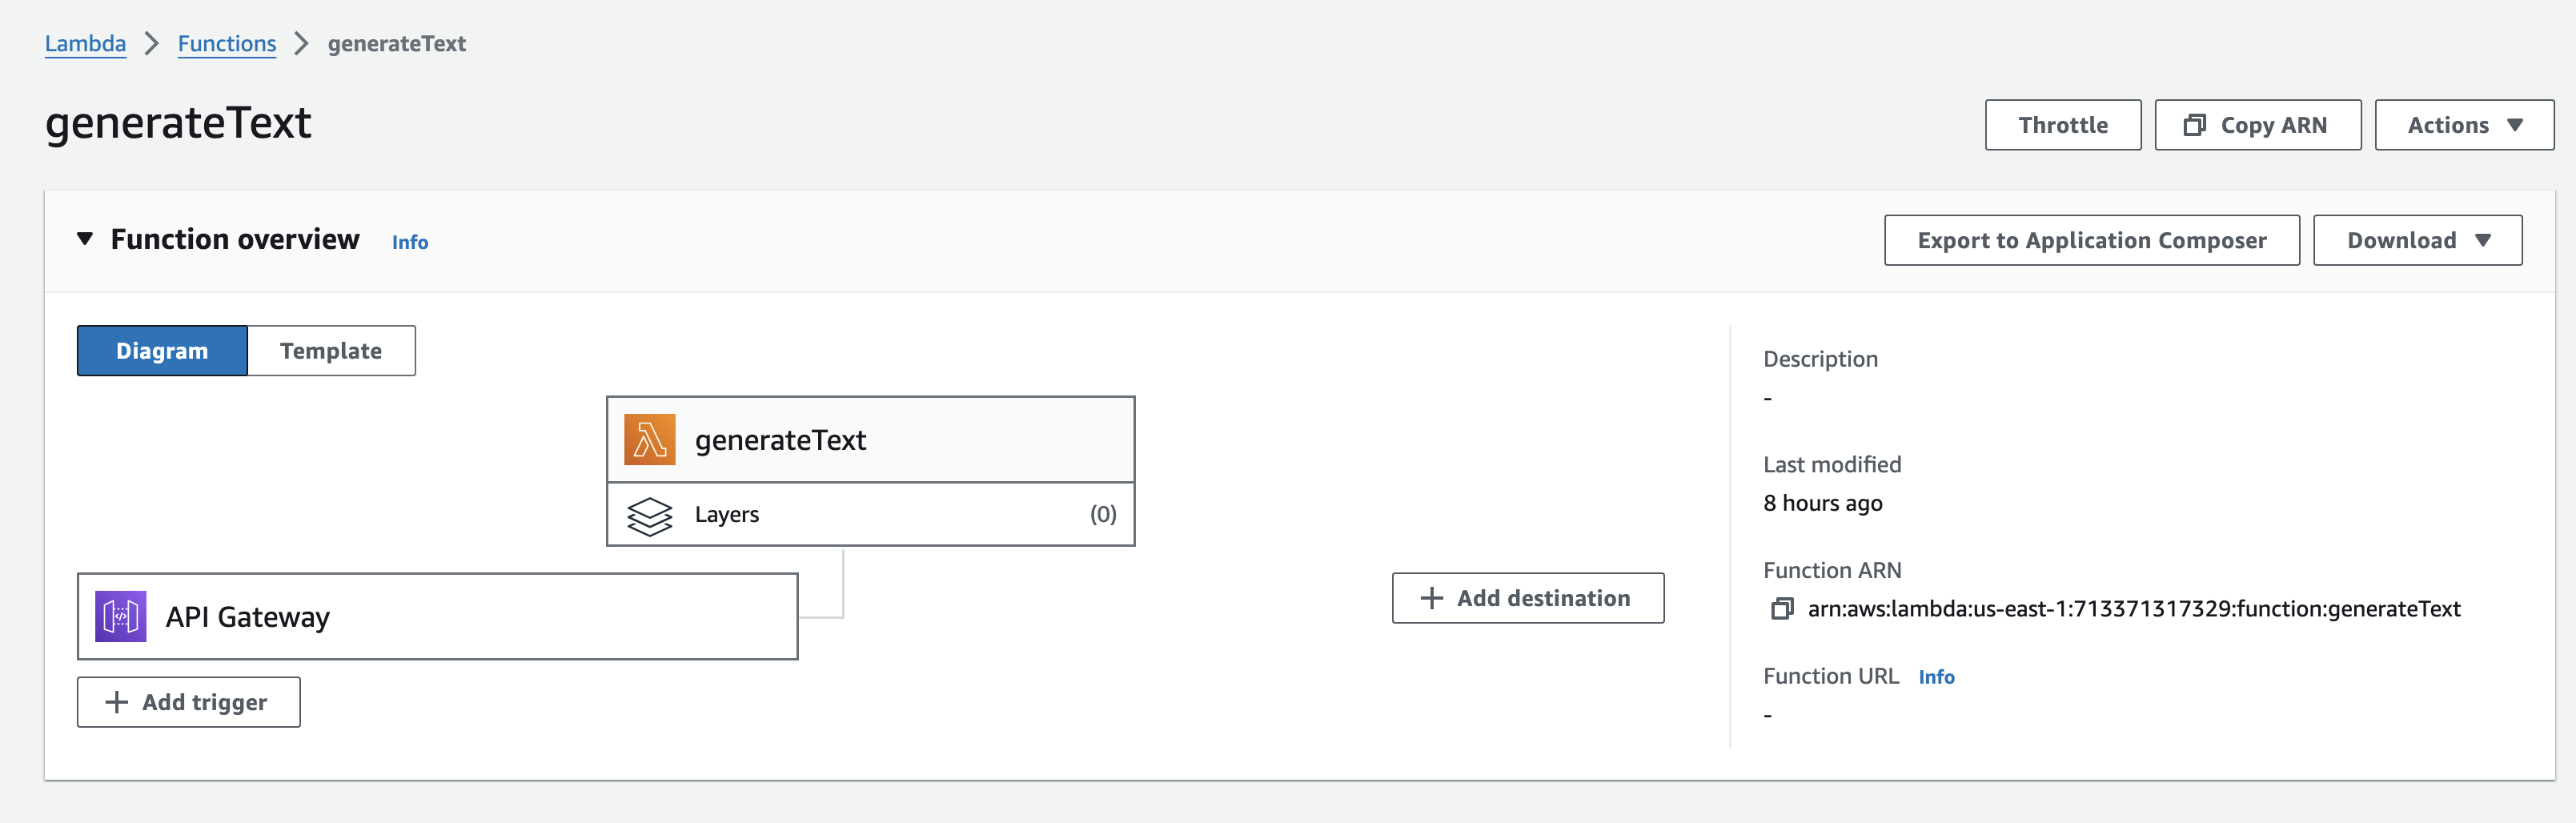 Lambda > Functions > generateText
generateText
Throttle
Copy ARN
Actions
Function overview Info
Export to Application Composer
Download
Diagram
Template
generateText
Layers (0)
API Gateway
+ Add trigger
+ Add destination
Description
-
Last modified
8 hours ago
Function ARN
arn:aws:lambda:us-east-1:713371317329:function:generateText
Function URL Info
-